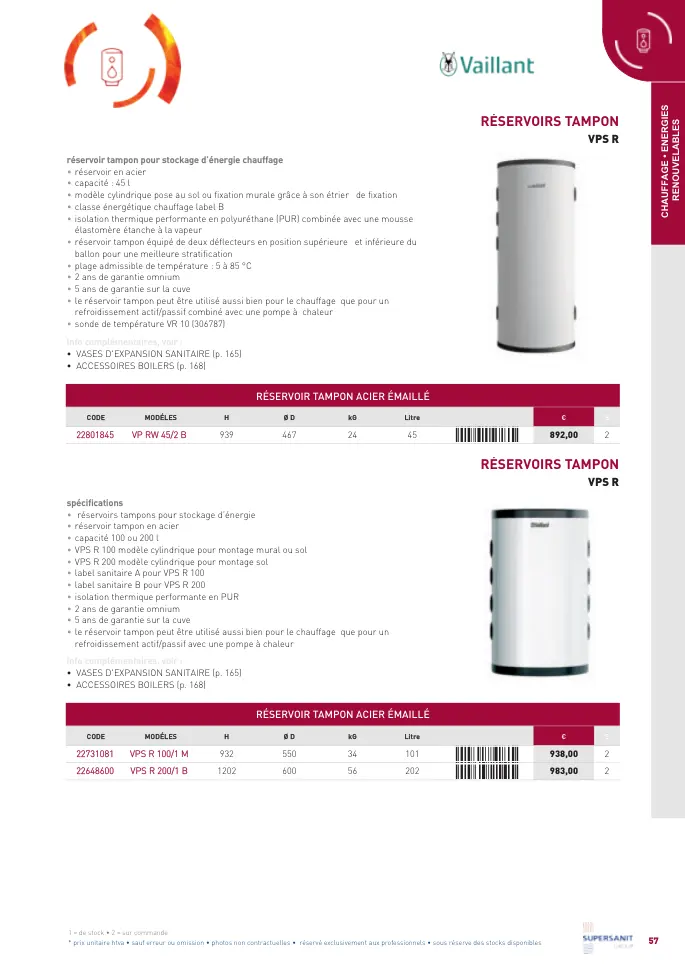 Vaillant
CHAUFFAGE • ENERGIES
RENOUVELABLES
RÉSERVOIRS TAMPON
VPS R
réservoir tampon pour stockage d'énergie chauffage
• réservoir en acier
• capacité : 45 l
• modèle cylindrique pose au sol ou fixation murale grâce à son étrier de fixation
• classe énergétique chauffage label B
• isolation thermique performante en polyuréthane (PUR) combinée avec une mousse
élastomère étanche à la vapeur
• réservoir tampon équipé de deux déflecteurs en position supérieure et inférieure du
ballon pour une meilleure stratification
• plage admissible de température : 5 à 85 °C
• 2 ans de garantie omnium
• 5 ans de garantie sur la cuve
• le réservoir tampon peut être utilisé aussi bien pour le chauffage que pour un
refroidissement actif/passif combiné avec une pompe à chaleur
• sonde de température VR 10 (306787)
Info complémentaires, voir :
• VASES D'EXPANSION SANITAIRE (p. 165)
• ACCESSOIRES BOILERS (p. 168)
RÉSERVOIR TAMPON ACIER ÉMAILLÉ
CODE MODÈLES H Ø D kG Litre €
22801845 VP RW 45/2 B 939 467 24 45 892,00 2
RÉSERVOIRS TAMPON
VPS R
spécifications
• réservoirs tampons pour stockage d'énergie
• réservoir tampon en acier
• capacité 100 ou 200 l
• VPS R 100 modèle cylindrique pour montage mural ou sol
• VPS R 200 modèle cylindrique pour montage sol
• label sanitaire A pour VPS R 100
• label sanitaire B pour VPS R 200
• isolation thermique performante en PUR
• 2 ans de garantie omnium
• 5 ans de garantie sur la cuve
• le réservoir tampon peut être utilisé aussi bien pour le chauffage que pour un
refroidissement actif/passif avec une pompe à chaleur
Info complémentaires, voir :
• VASES D'EXPANSION SANITAIRE (p. 165)
• ACCESSOIRES BOILERS (p. 168)
Vaillant
RÉSERVOIR TAMPON ACIER ÉMAILLÉ
CODE MODÈLES H Ø D kG Litre €
22731081 VPS R 100/1 M 932 550 34 101 938,00 2
22648600 VPS R 200/1 B 1202 600 56 202 983,00 2
1 = de stock • 2 = sur commande
* prix unitaire htva • sauf erreur ou omission • photos non contractuelles • réservé exclusivement aux professionnels • sous réserve des stocks disponibles
SUPERSANIT
GROUP
57